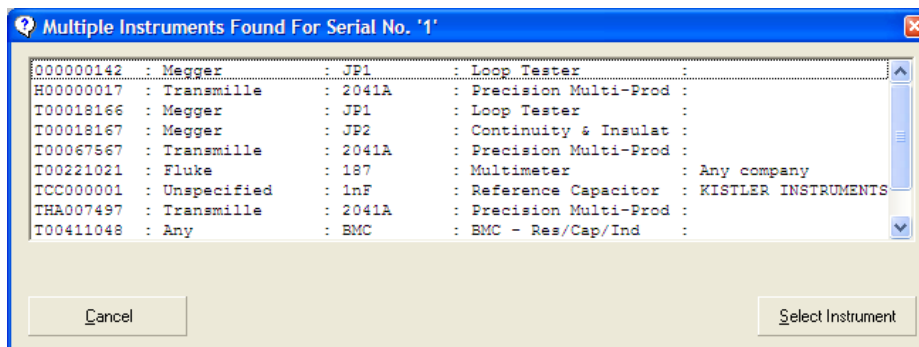 Multiple Instruments Found For Serial No. '1'
000000142 : Megger : JP1 : Loop Tester :
H00000017 : Transmille : 2041A : Precision Multi-Prod :
T00018166 : Megger : JP1 : Loop Tester :
T00018167 : Megger : JP2 : Continuity & Insulat :
T00067567 : Transmille : 2041A : Precision Multi-Prod :
T00221021 : Fluke : 187 : Multimeter : Any company
TCC000001 : Unspecified : 1nF : Reference Capacitor : KISTLER INSTRUMENTS
THA007497 : Transmille : 2041A : Precision Multi-Prod :
T00411048 : Any : BMC : BMC - Res/Cap/Ind :
Cancel
Select Instrument